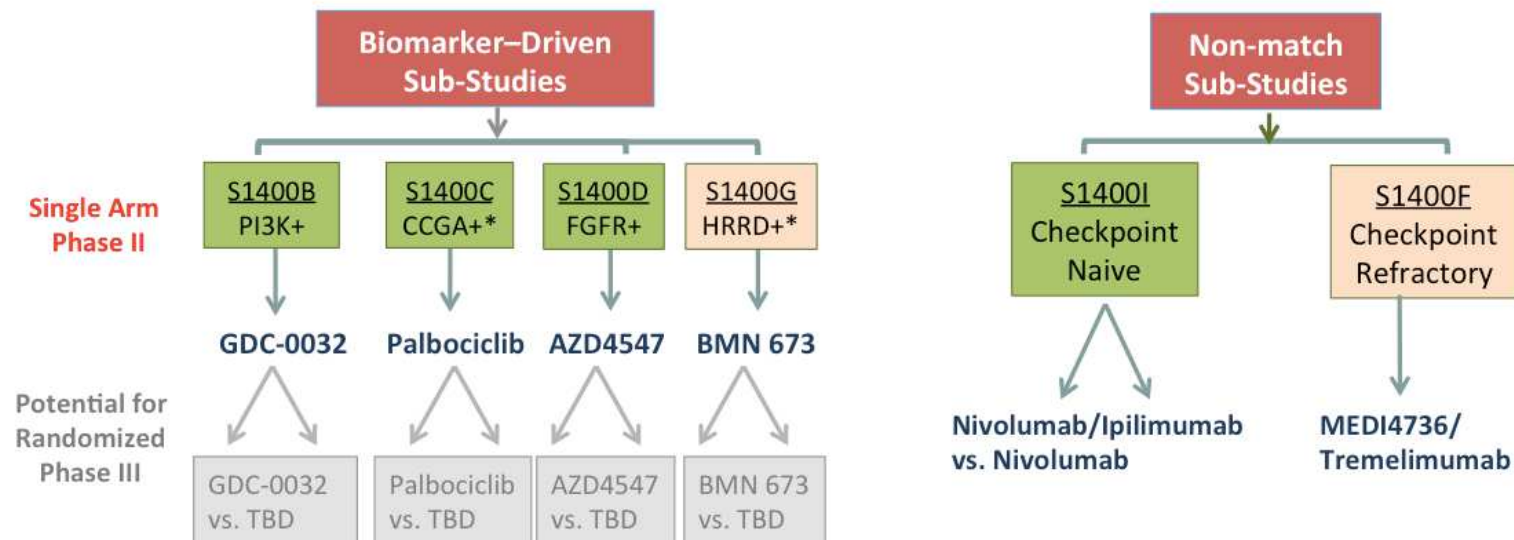 Biomarker–Driven
Sub-Studies
Non-match
Sub-Studies
Single Arm
Phase II
S1400B
PI3K+
S1400C
CCGA+*
S1400D
FGFR+
S1400G
HRRD+*
S1400I
Checkpoint
Naive
S1400F
Checkpoint
Refractory
GDC-0032
Palbociclib
AZD4547
BMN 673
Nivolumab/Ipilimumab
vs. Nivolumab
MEDI4736/
Tremelimumab
Potential for
Randomized
Phase III
GDC-0032
vs. TBD
Palbociclib
vs. TBD
AZD4547
vs. TBD
BMN 673
vs. TBD